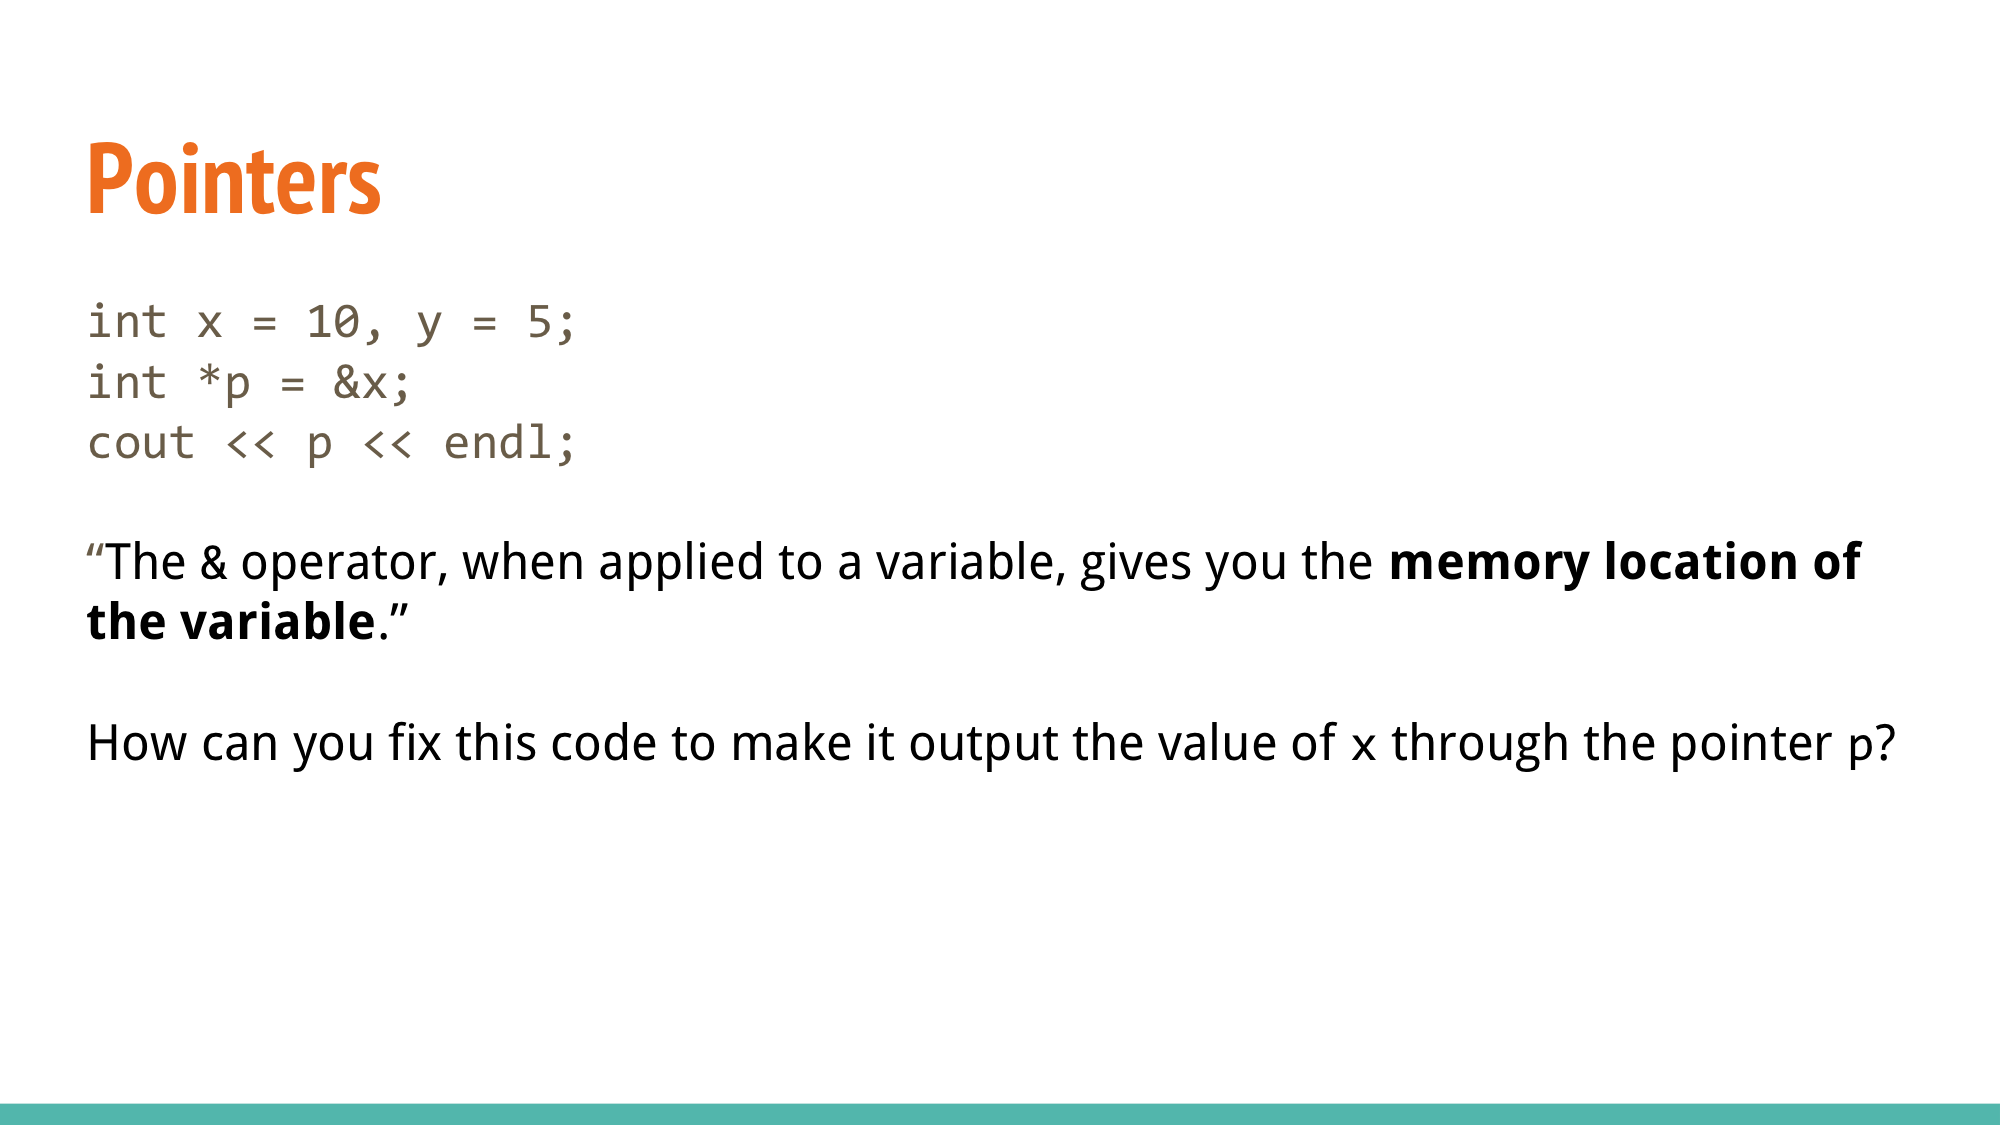 Pointers
int x = 10, y = 5;
int *p = &x;
cout << p << endl;
“The & operator, when applied to a variable, gives you the memory location of
the variable.”
How can you fix this code to make it output the value of x through the pointer p?